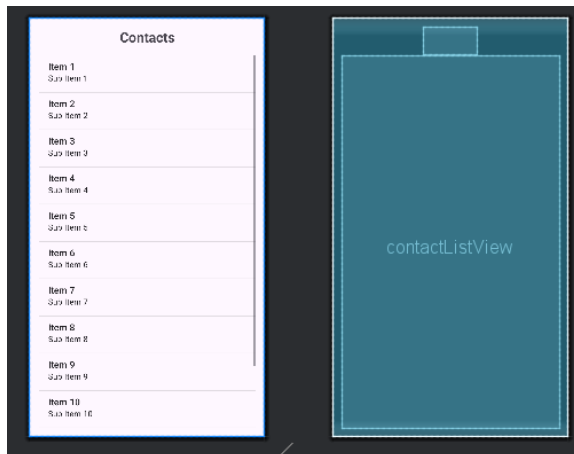 Contacts
Item 1
Sub Item 1
Item 2
Sub Item 2
Item 3
Sub Item 3
Item 4
Sub Item 4
Item 5
Sub Item 5
Item 6
Sub Item 6
Item 7
Sub Item 7
Item 8
Sub Item 8
Item 9
Sub Item 9
Item 10
Sub Item 10
contactListView